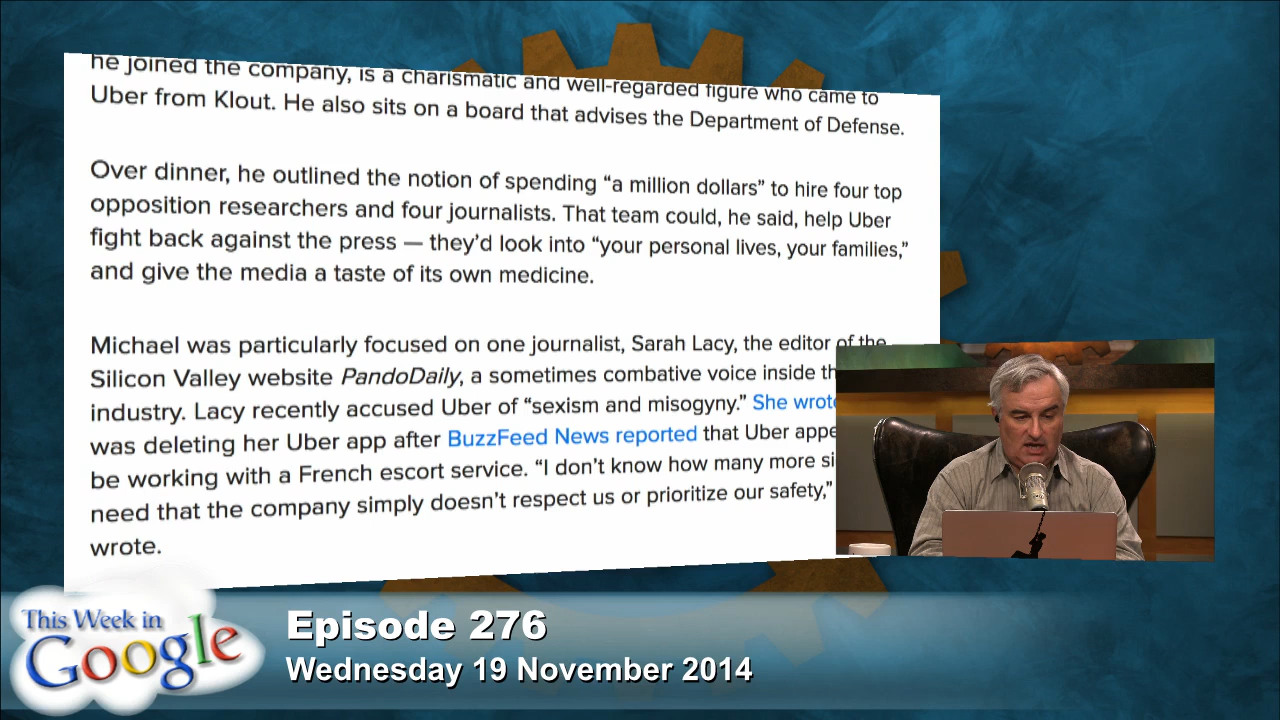 he joined the company, is a charismatic and well-regarded figure who came to
Uber from Klout. He also sits on a board that advises the Department of Defense.
Over dinner, he outlined the notion of spending “a million dollars” to hire four top
opposition researchers and four journalists. That team could, he said, help Uber
fight back against the press — they’d look into “your personal lives, your families,”
and give the media a taste of its own medicine.
Michael was particularly focused on one journalist, Sarah Lacy, the editor of the
Silicon Valley website PandoDaily, a sometimes combative voice inside th
industry. Lacy recently accused Uber of “sexism and misogyny.” She wrote
was deleting her Uber app after BuzzFeed News reported that Uber appe
be working with a French escort service. “I don’t know how many more si
need that the company simply doesn’t respect us or prioritize our safety,”
wrote.
This Week in
Google
Episode 276
Wednesday 19 November 2014